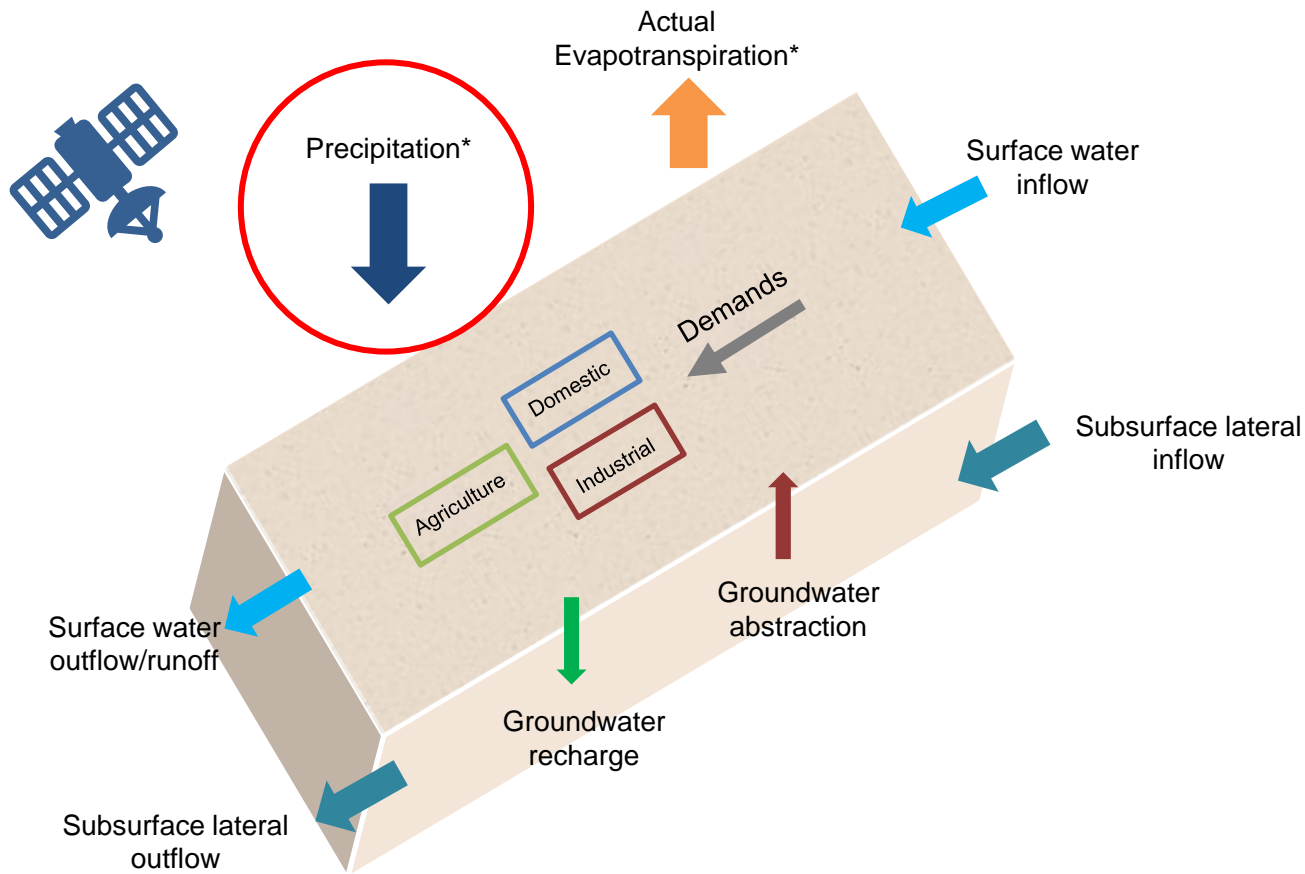 Actual
Evapotranspiration*
Precipitation*
Surface water
inflow
Demands
Domestic
Industrial
Agriculture
Subsurface lateral
inflow
Groundwater
abstraction
Surface water
outflow/runoff
Groundwater
recharge
Subsurface lateral
outflow